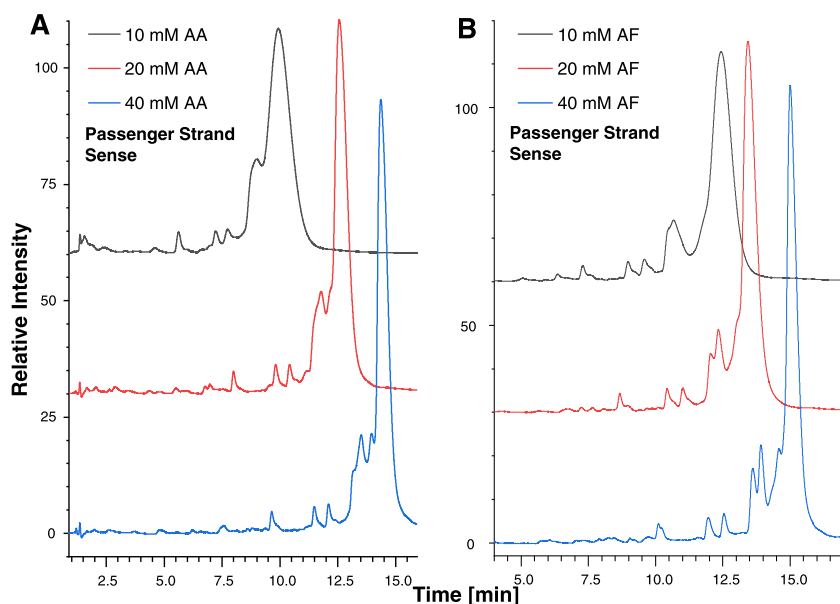 A
10 mM AA
20 mM AA
40 mM AA
Passenger Strand
Sense
100
75
50
25
0
2.5 5.0 7.5 10.0 12.5 15.0
Relative Intensity
B
10 mM AF
20 mM AF
40 mM AF
Passenger Strand
Sense
100
50
0
5.0 7.5 10.0 12.5 15.0
Time [min]